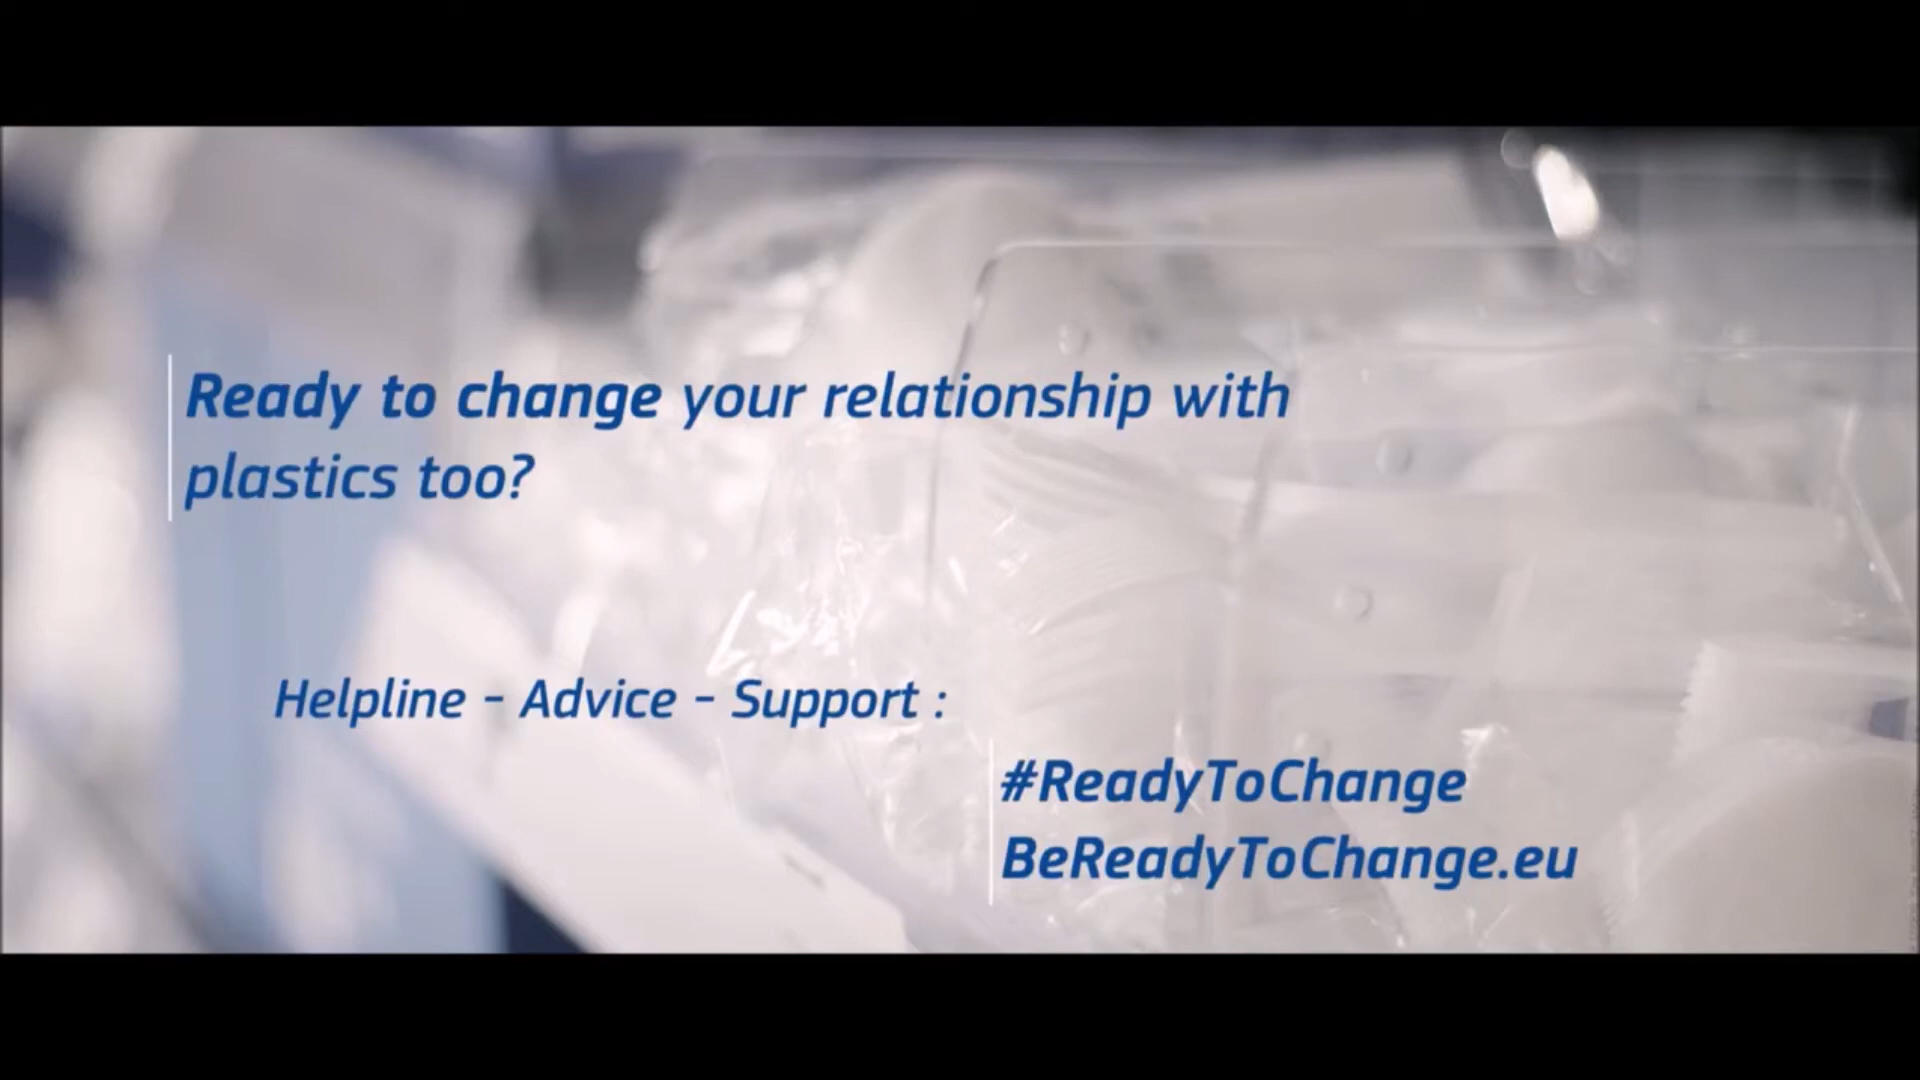 Ready to change your relationship with
plastics too?
Helpline - Advice - Support :
#ReadyToChange
BeReadyToChange.eu